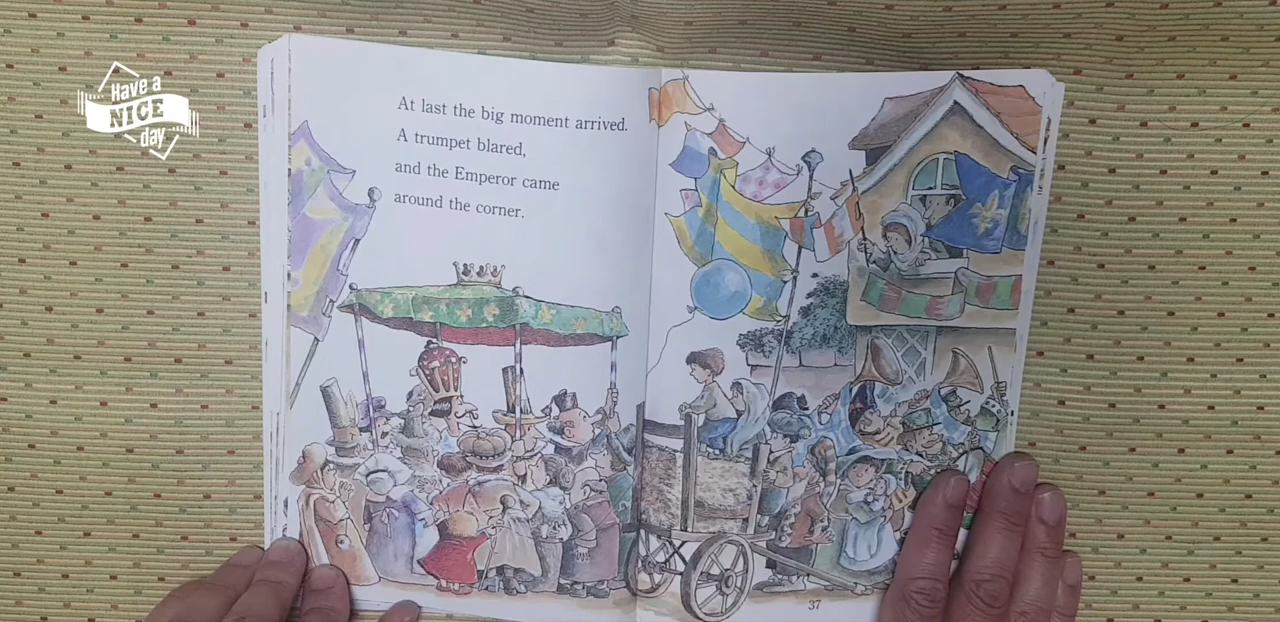 Have a
NICE
day
At last the big moment arrived.
A trumpet blared,
and the Emperor came
around the corner.
37